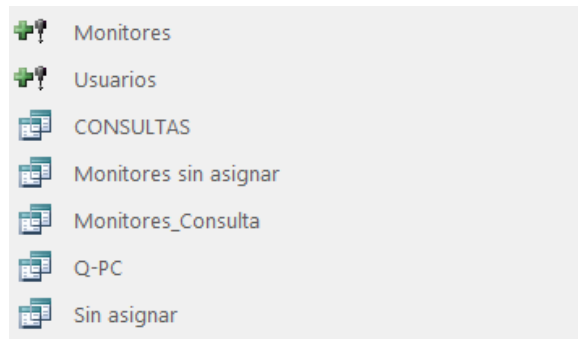 Monitores
Usuarios
CONSULTAS
Monitores sin asignar
Monitores_Consulta
Q-PC
Sin asignar